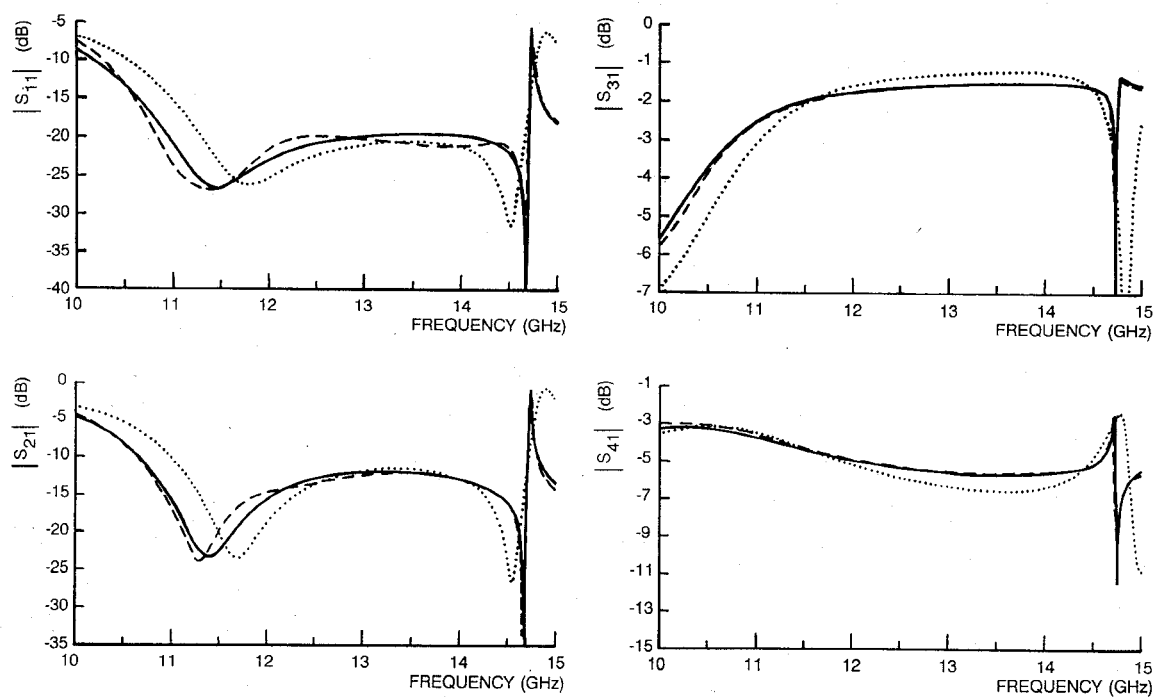 |S11| (dB)
-5
-10
-15
-20
-25
-30
-35
-40
10 11 12 13 14 15
FREQUENCY (GHz)
|S31| (dB)
0
-1
-2
-3
-4
-5
-6
-7
10 11 12 13 14 15
FREQUENCY (GHz)
|S21| (dB)
0
-5
-10
-15
-20
-25
-30
-35
10 11 12 13 14 15
FREQUENCY (GHz)
|S41| (dB)
-1
-3
-5
-7
-9
-11
-13
-15
10 11 12 13 14 15
FREQUENCY (GHz)